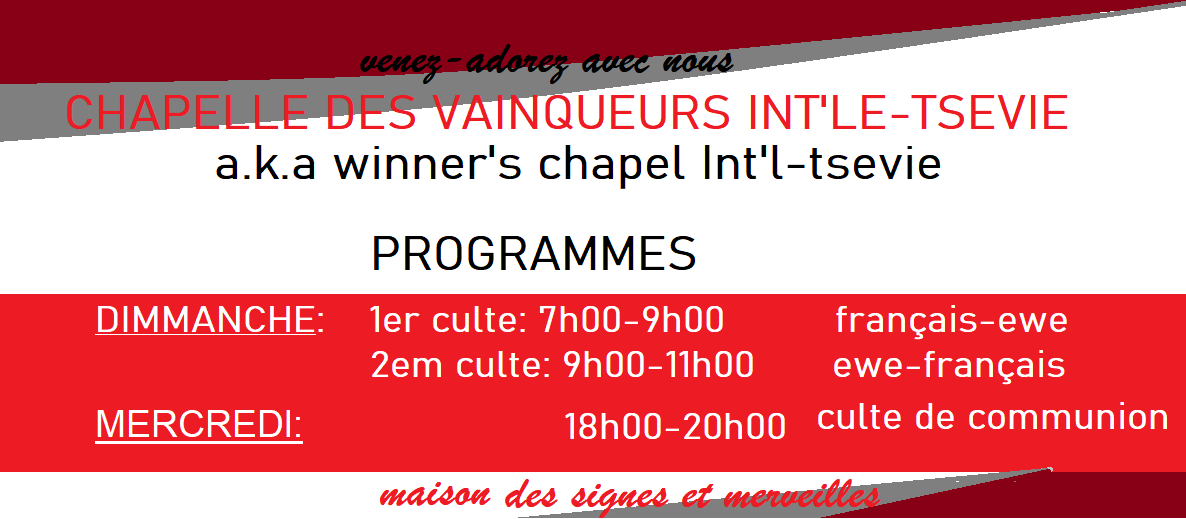 venez-adorez avec nous
CHAPELLE DES VAINQUEURS INT'LE-TSEVIE
a.k.a winner's chapel Int'l-tsevie
PROGRAMMES
DIMMANCHE: 1er culte: 7h00-9h00 français-ewe
2em culte: 9h00-11h00 ewe-français
MERCREDI: 18h00-20h00 culte de communion
maison des signes et merveilles